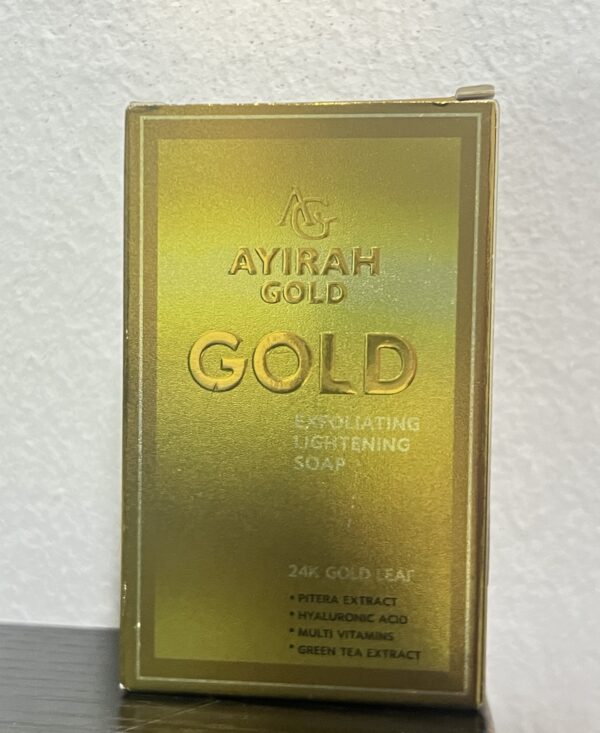 AG
AYIRAH
GOLD
GOLD
EXFOLIATING
LIGHTENING
SOAP
24K GOLD LEAF
• PITERA EXTRACT
• HYALURONIC ACID
• MULTI VITAMINS
• GREEN TEA EXTRACT